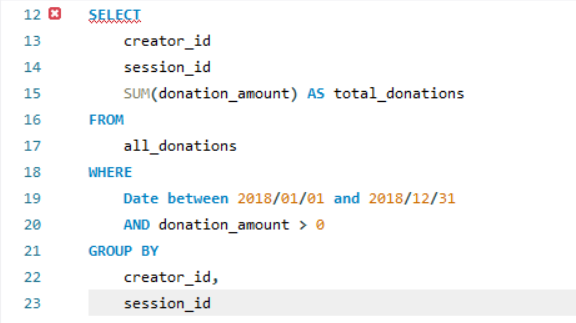 12 SELECT
13 creator_id
14 session_id
15 SUM(donation_amount) AS total_donations
16 FROM
17 all_donations
18 WHERE
19 Date between 2018/01/01 and 2018/12/31
20 AND donation_amount > 0
21 GROUP BY
22 creator_id,
23 session_id